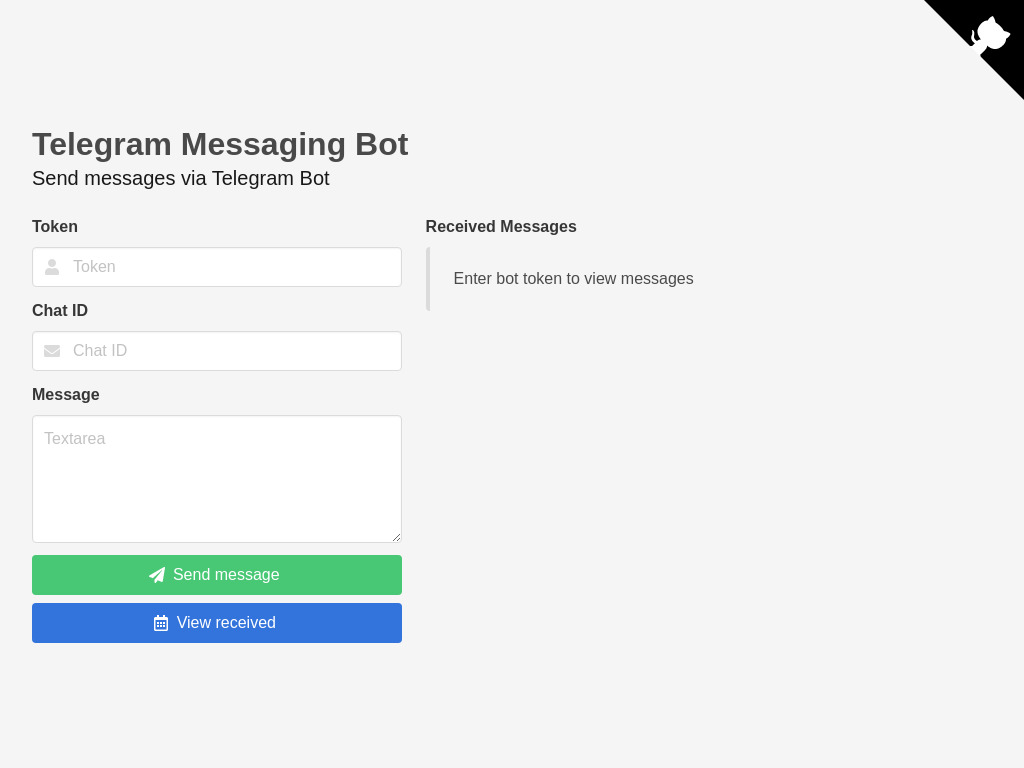 Telegram Messaging Bot
Send messages via Telegram Bot
Token
Token
Chat ID
Chat ID
Message
Textarea
Send message
View received
Received Messages
Enter bot token to view messages